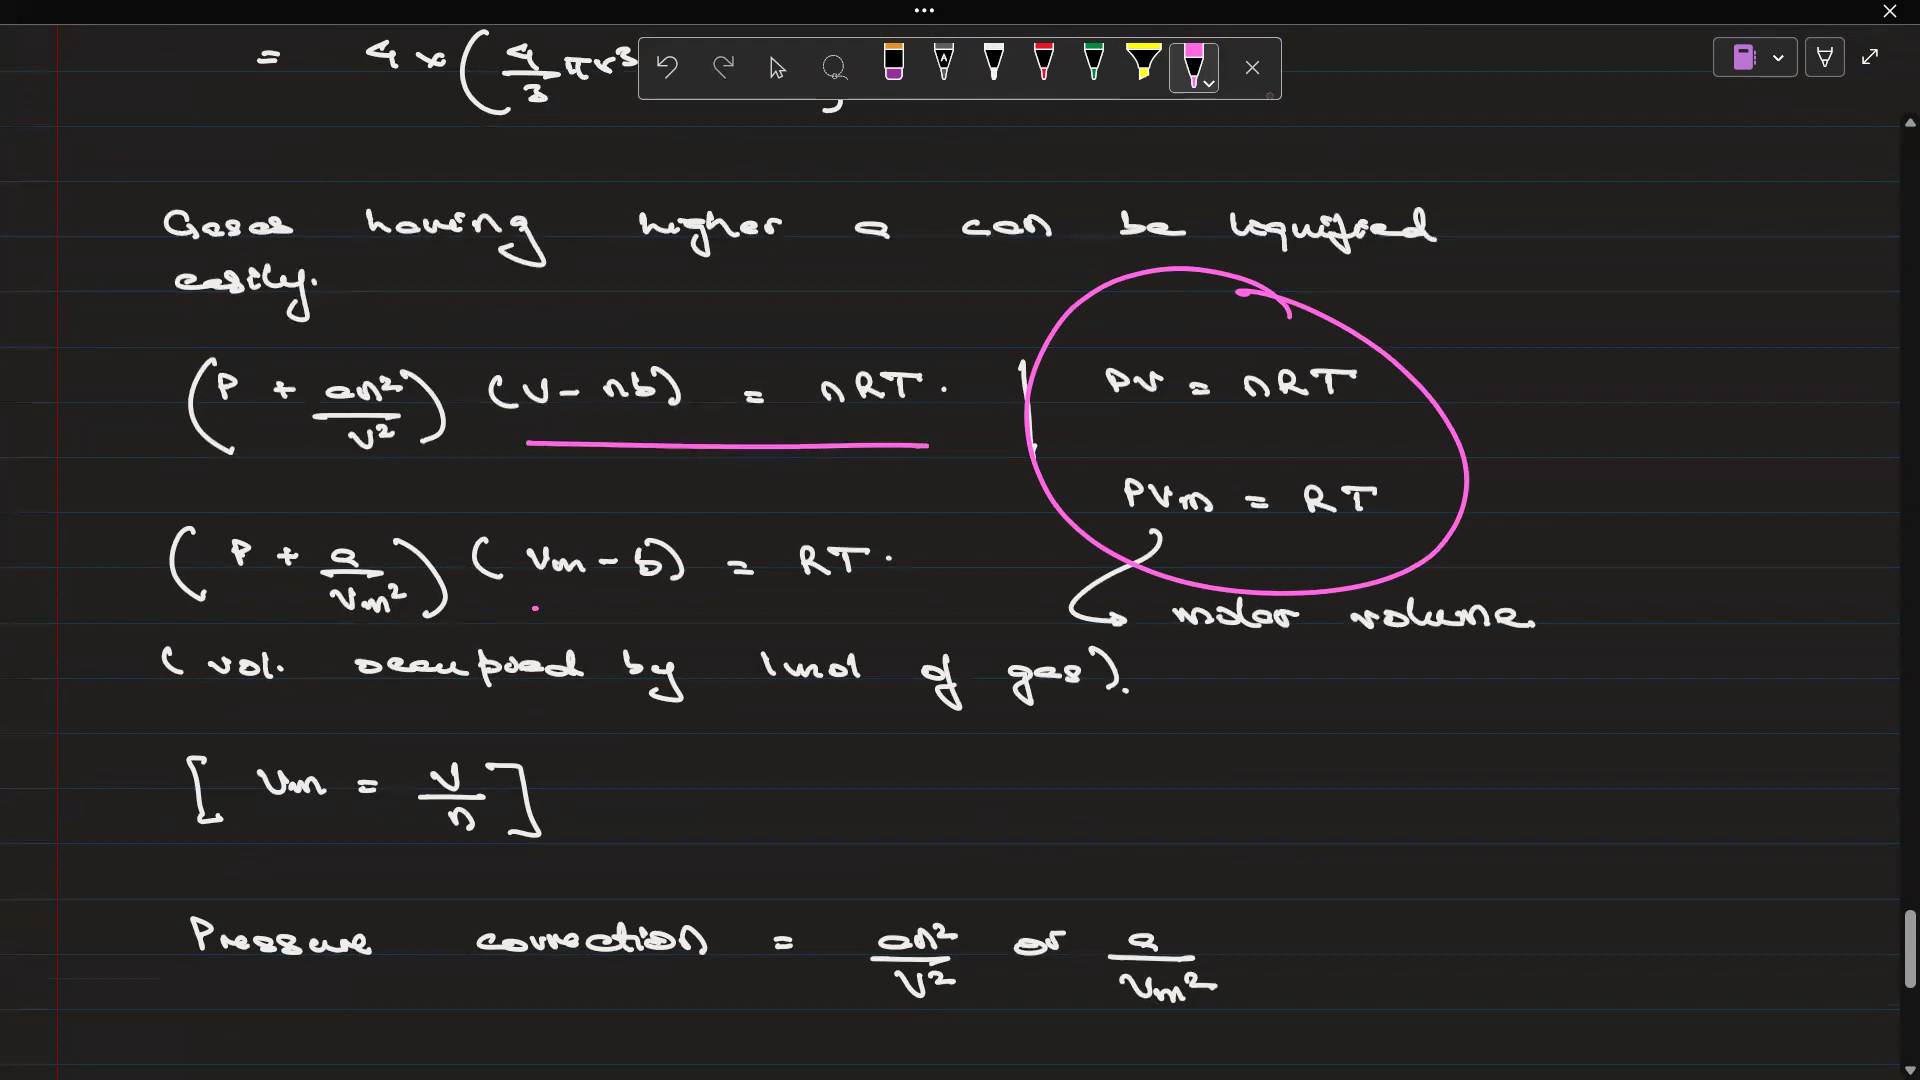 = 4 × ( 4/3 πr³
Gases having higher a can be liquified
easily.
(P + an²/V²) (V - nb) = nRT. | PV = nRT
PVm = RT
(P + a/Vm²) (Vm - b) = RT.
molar volume.
(vol. occupied by 1mol of gas).
[ Vm = V/n ]
Pressure correction = an²/V² or a/Vm²